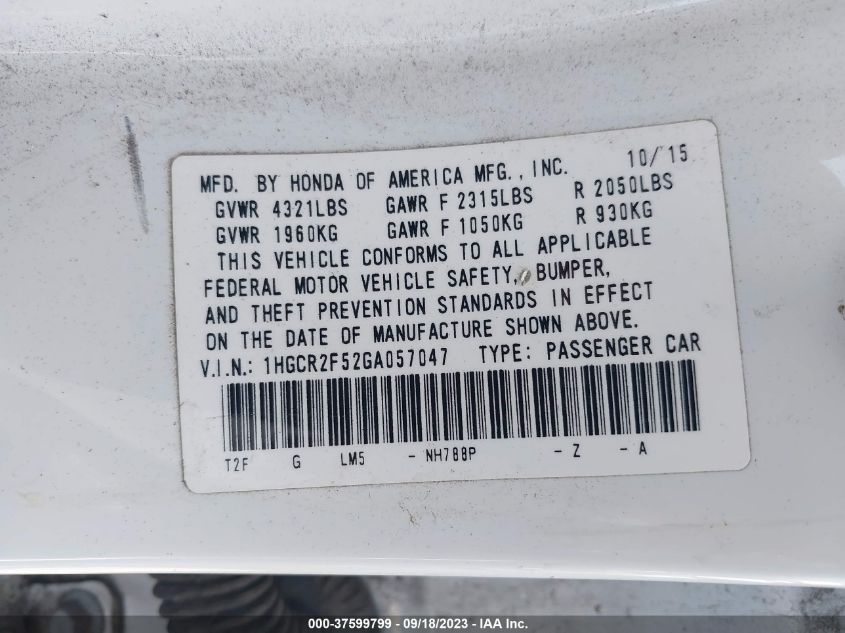 MFD. BY HONDA OF AMERICA MFG., INC. 10/15
GVWR 4321LBS GAWR F 2315LBS R 2050LBS
GVWR 1960KG GAWR F 1050KG R 930KG
THIS VEHICLE CONFORMS TO ALL APPLICABLE
FEDERAL MOTOR VEHICLE SAFETY, BUMPER,
AND THEFT PREVENTION STANDARDS IN EFFECT
ON THE DATE OF MANUFACTURE SHOWN ABOVE.
V.I.N.: 1HGCR2F52GA057047 TYPE: PASSENGER CAR
T2F G LM5 - NH788P - Z - A
000-37599799 - 09/18/2023 - IAA Inc.